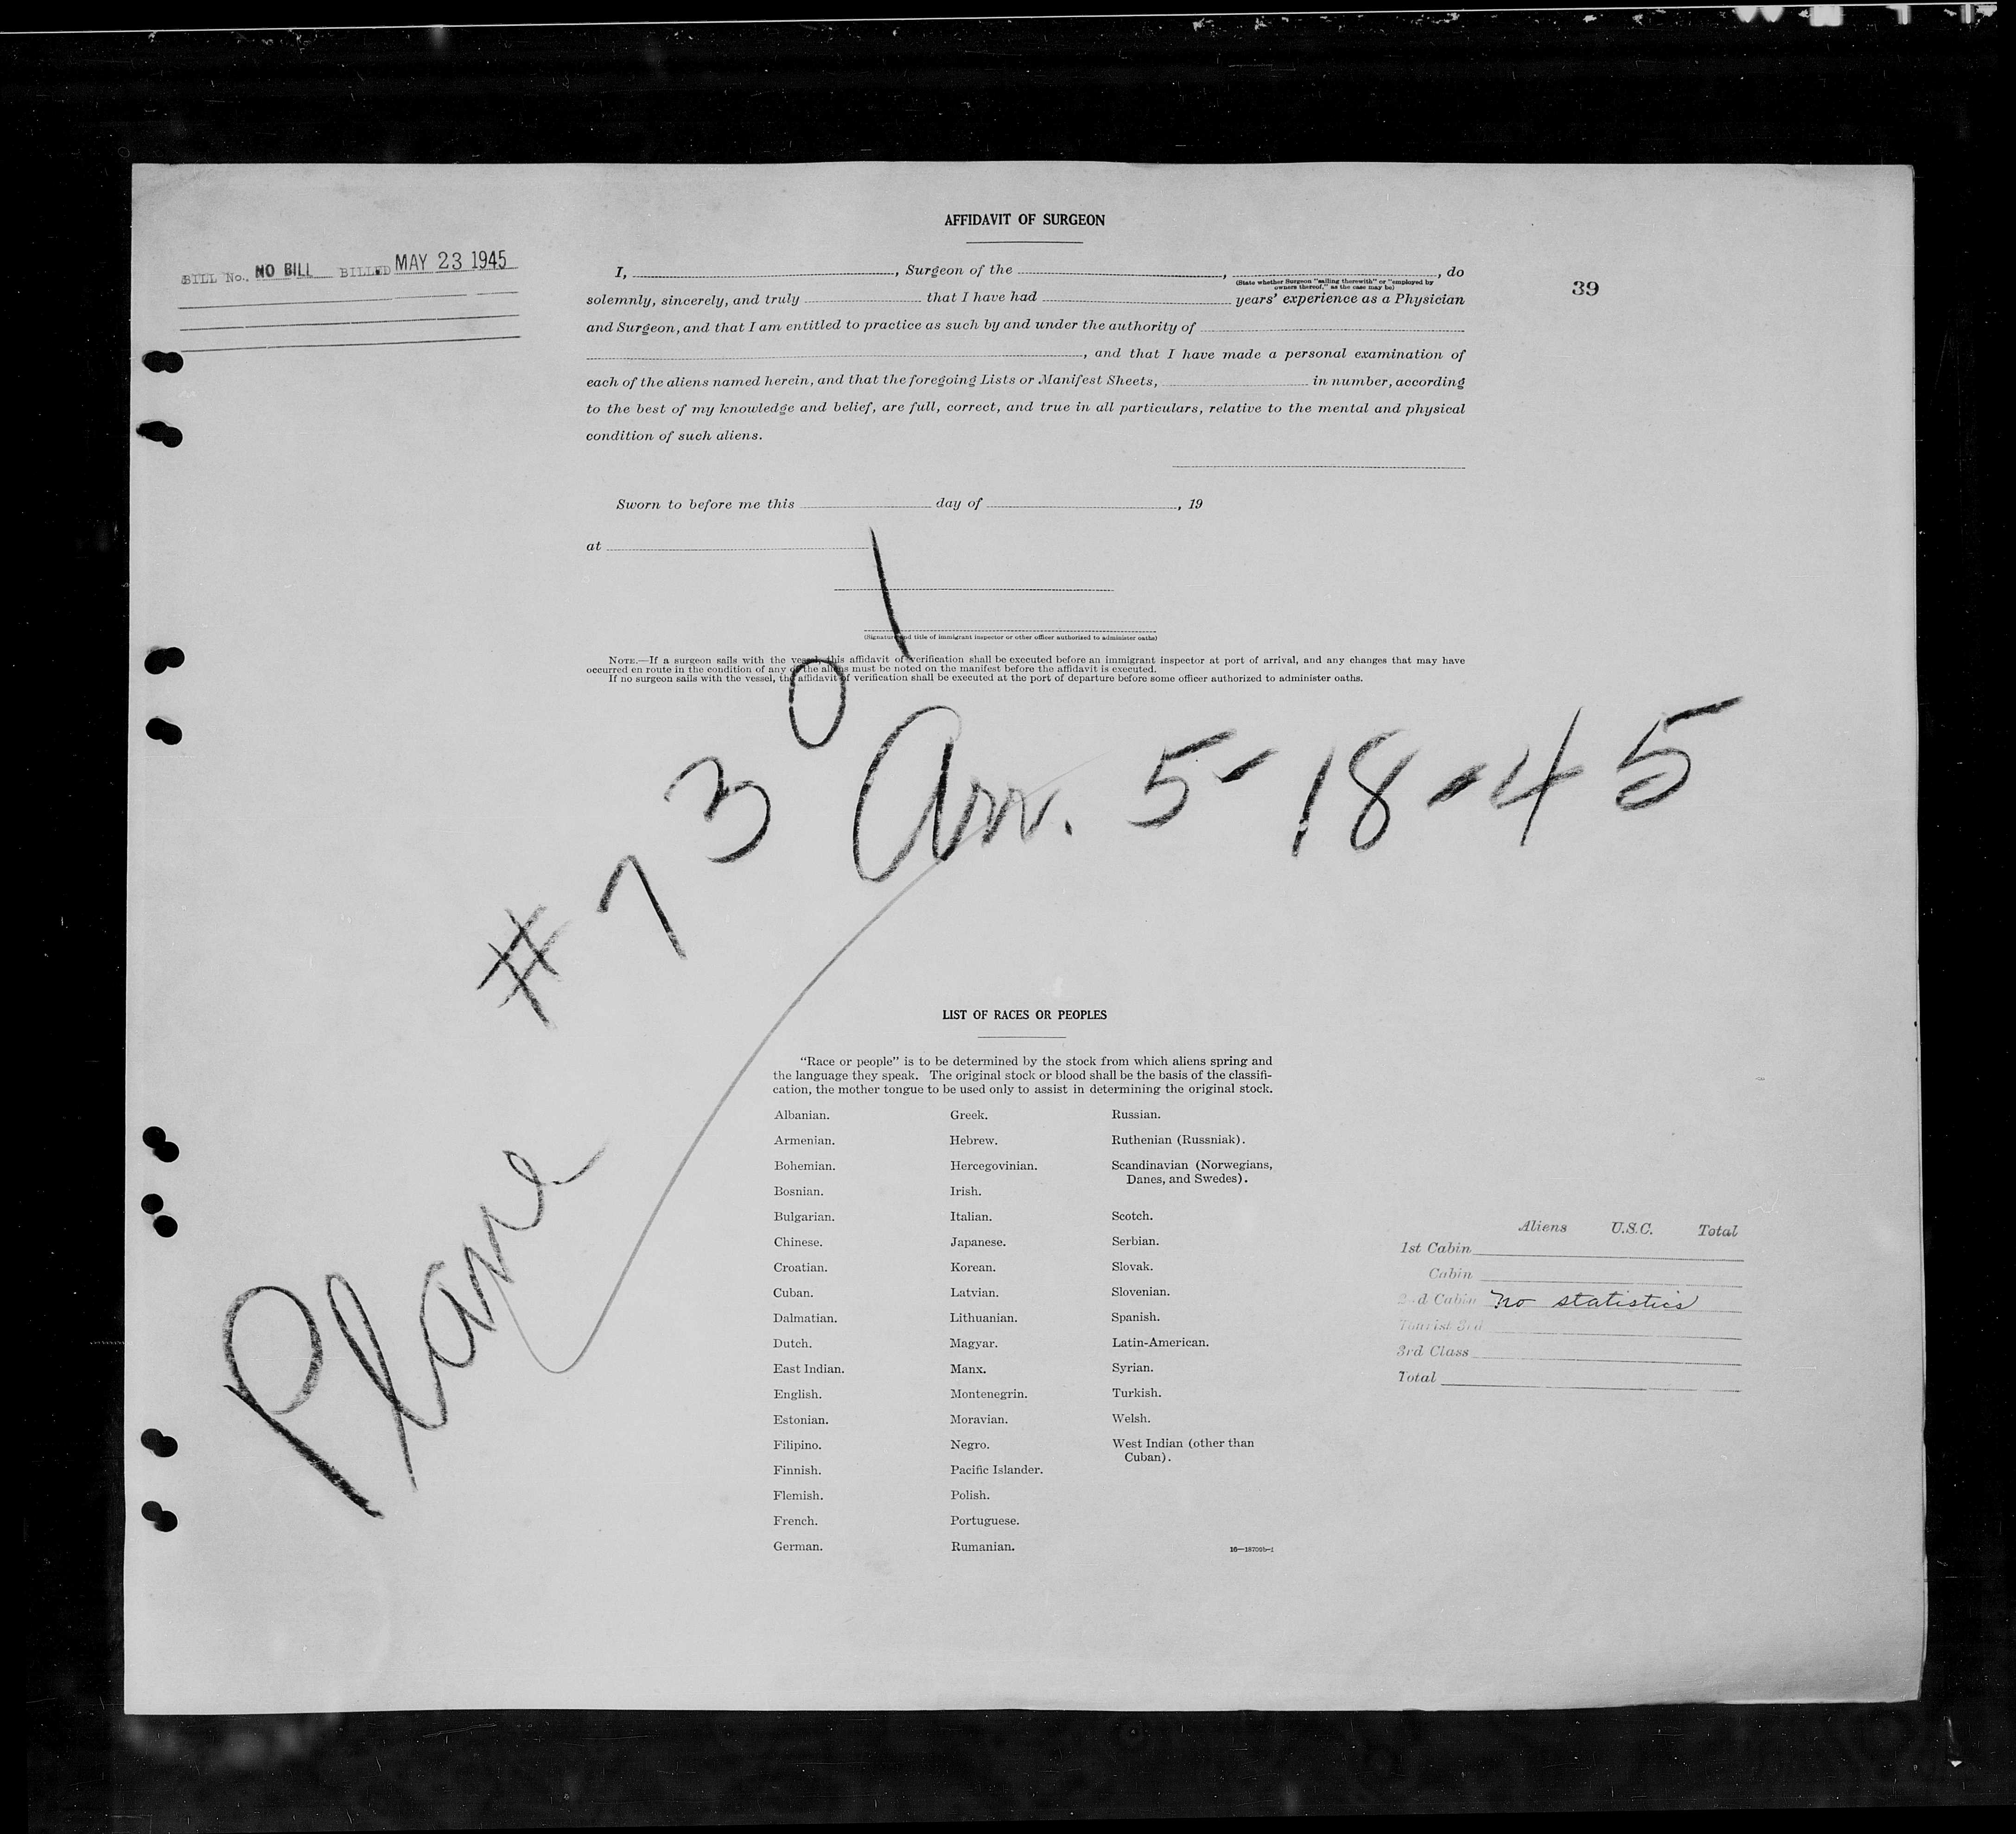 AFFIDAVIT OF SURGEON
BILL No. NO BILL BILLED MAY 23 1945
39
I, , Surgeon of the , , do
(State whether Surgeon "sailing therewith" or "employed by
owners thereof," as the case may be)
solemnly, sincerely, and truly that I have had years' experience as a Physician
and Surgeon, and that I am entitled to practice as such by and under the authority of
, and that I have made a personal examination of
each of the aliens named herein, and that the foregoing Lists or Manifest Sheets, in number, according
to the best of my knowledge and belief, are full, correct, and true in all particulars, relative to the mental and physical
condition of such aliens.
Sworn to before me this day of , 19
at
(Signature and title of immigrant inspector or other officer authorized to administer oaths)
NOTE.—If a surgeon sails with the vessel, this affidavit of verification shall be executed before an immigrant inspector at port of arrival, and any changes that may have
occurred en route in the condition of any of the aliens must be noted on the manifest before the affidavit is executed.
If no surgeon sails with the vessel, the affidavit of verification shall be executed at the port of departure before some officer authorized to administer oaths.
Plane #7301
Arr. 5-18-45
LIST OF RACES OR PEOPLES
"Race or people" is to be determined by the stock from which aliens spring and
the language they speak. The original stock or blood shall be the basis of the classifi-
cation, the mother tongue to be used only to assist in determining the original stock.
Albanian.
Armenian.
Bohemian.
Bosnian.
Bulgarian.
Chinese.
Croatian.
Cuban.
Dalmatian.
Dutch.
East Indian.
English.
Estonian.
Filipino.
Finnish.
Flemish.
French.
German.
Greek.
Hebrew.
Hercegovinian.
Irish.
Italian.
Japanese.
Korean.
Latvian.
Lithuanian.
Magyar.
Manx.
Montenegrin.
Moravian.
Negro.
Pacific Islander.
Polish.
Portuguese.
Rumanian.
Russian.
Ruthenian (Russniak).
Scandinavian (Norwegians,
Danes, and Swedes).
Scotch.
Serbian.
Slovak.
Slovenian.
Spanish.
Latin-American.
Syrian.
Turkish.
Welsh.
West Indian (other than
Cuban).
Aliens U.S.C. Total
1st Cabin
Cabin
2nd Cabin no statistics
Tourist 3rd
3rd Class
Total